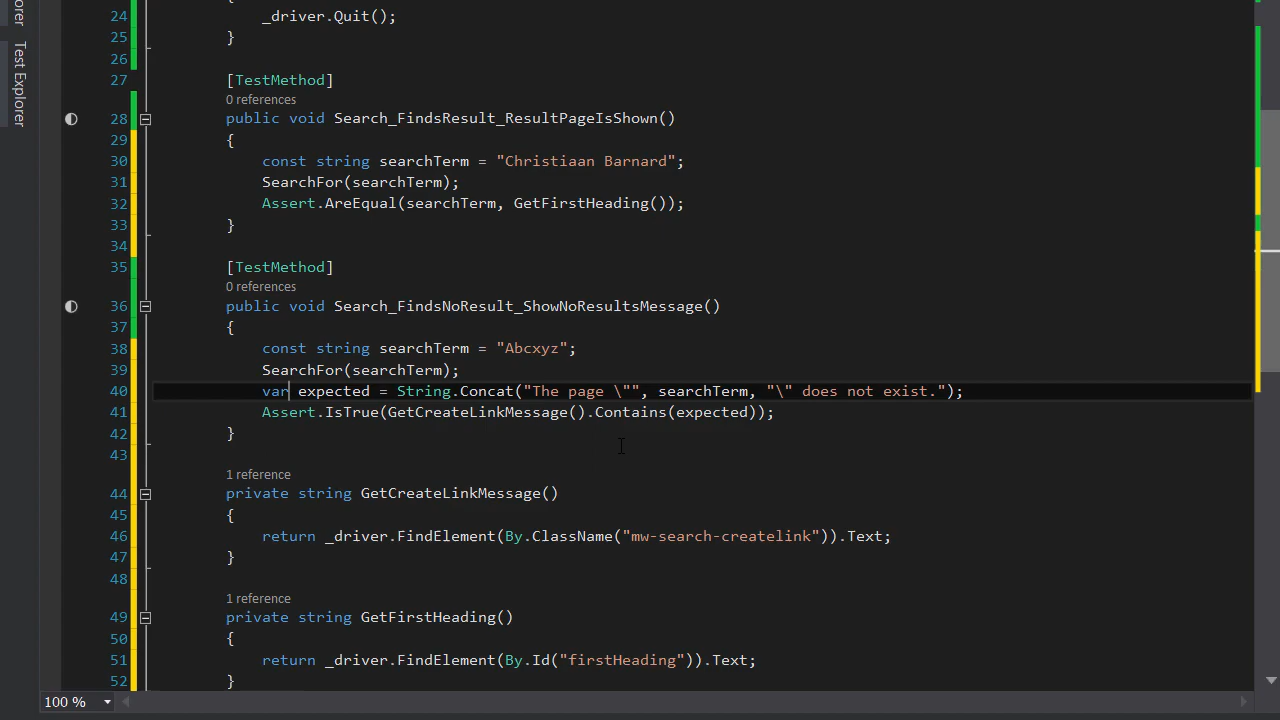 orer
Test Explorer
24 _driver.Quit();
25 }
26
27 [TestMethod]
0 references
28 public void Search_FindsResult_ResultPageIsShown()
29 {
30 const string searchTerm = "Christiaan Barnard";
31 SearchFor(searchTerm);
32 Assert.AreEqual(searchTerm, GetFirstHeading());
33 }
34
35 [TestMethod]
0 references
36 public void Search_FindsNoResult_ShowNoResultsMessage()
37 {
38 const string searchTerm = "Abcxyz";
39 SearchFor(searchTerm);
40 var expected = String.Concat("The page \"", searchTerm, "\" does not exist.");
41 Assert.IsTrue(GetCreateLinkMessage().Contains(expected));
42 }
43
1 reference
44 private string GetCreateLinkMessage()
45 {
46 return _driver.FindElement(By.ClassName("mw-search-createlink")).Text;
47 }
48
1 reference
49 private string GetFirstHeading()
50 {
51 return _driver.FindElement(By.Id("firstHeading")).Text;
52 }
100 %